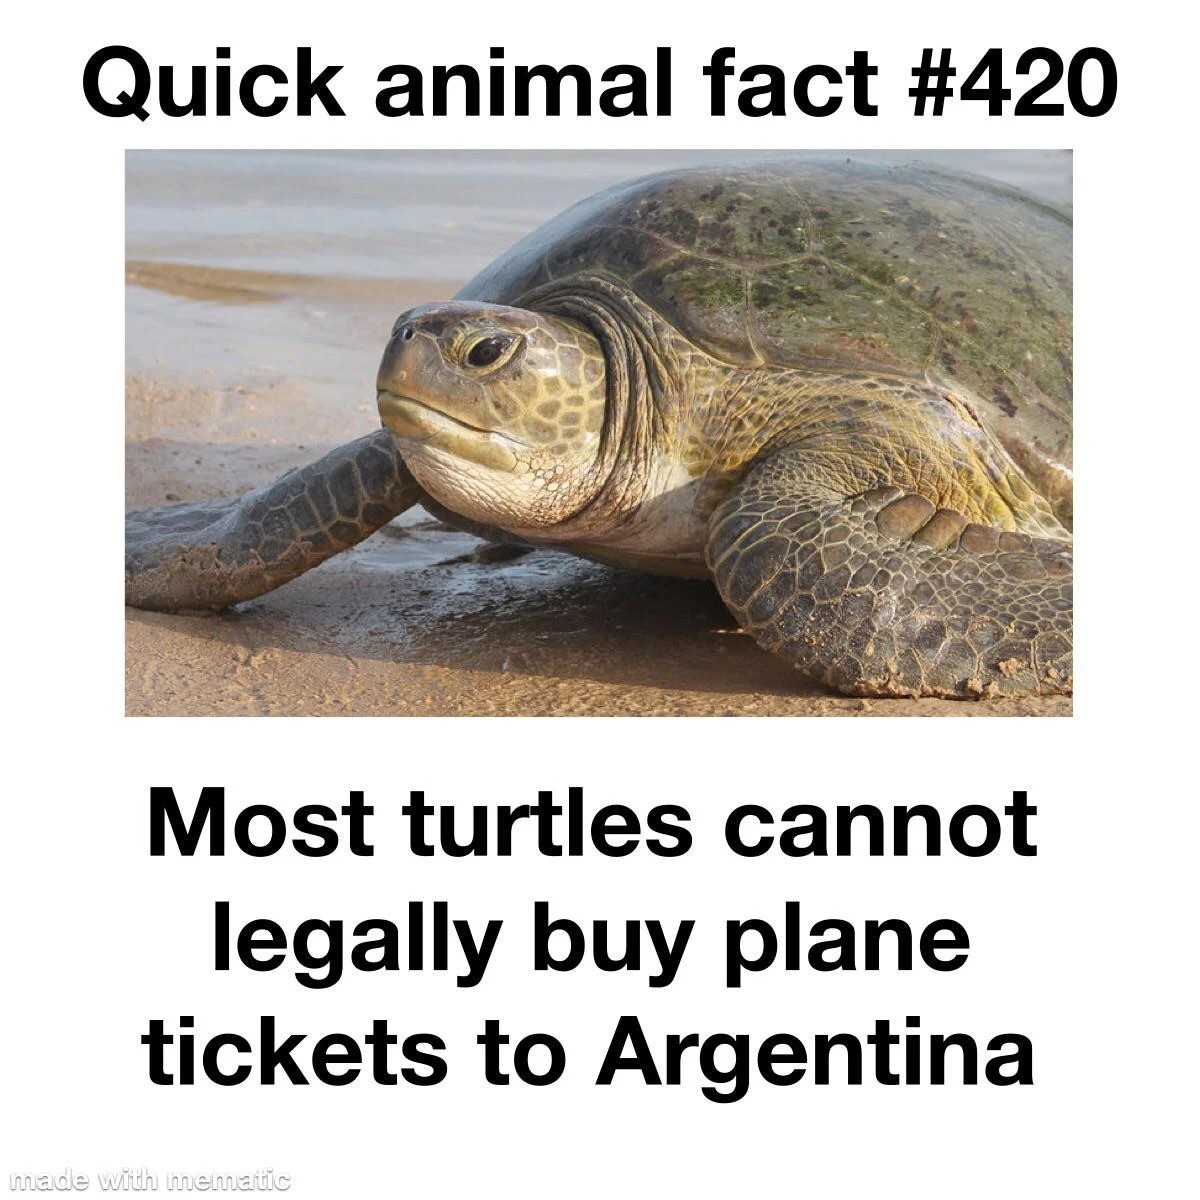 Quick animal fact #420
Most turtles cannot
legally buy plane
tickets to Argentina
made with mematic